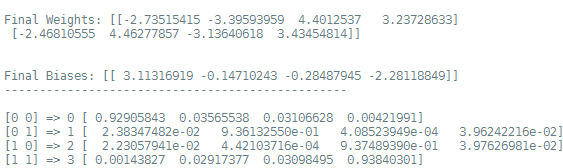 Final Weights: [[-2.73515415 -3.39593959  4.4012537   3.23728633]
 [-2.46810555  4.46277857 -3.13640618  3.43454814]]
Final Biases: [[ 3.11316919 -0.14710243 -0.28487945 -2.28118849]]
------------------------------------------------
[0 0] => 0 [ 0.92905843  0.03565538  0.03106628  0.00421991]
[0 1] => 1 [  2.38347482e-02   9.36132550e-01   4.08523949e-04   3.96242216e-02]
[1 0] => 2 [  2.23057941e-02   4.42103716e-04   9.37489390e-01   3.97626981e-02]
[1 1] => 3 [ 0.00143827  0.02917377  0.03098495  0.93840301]